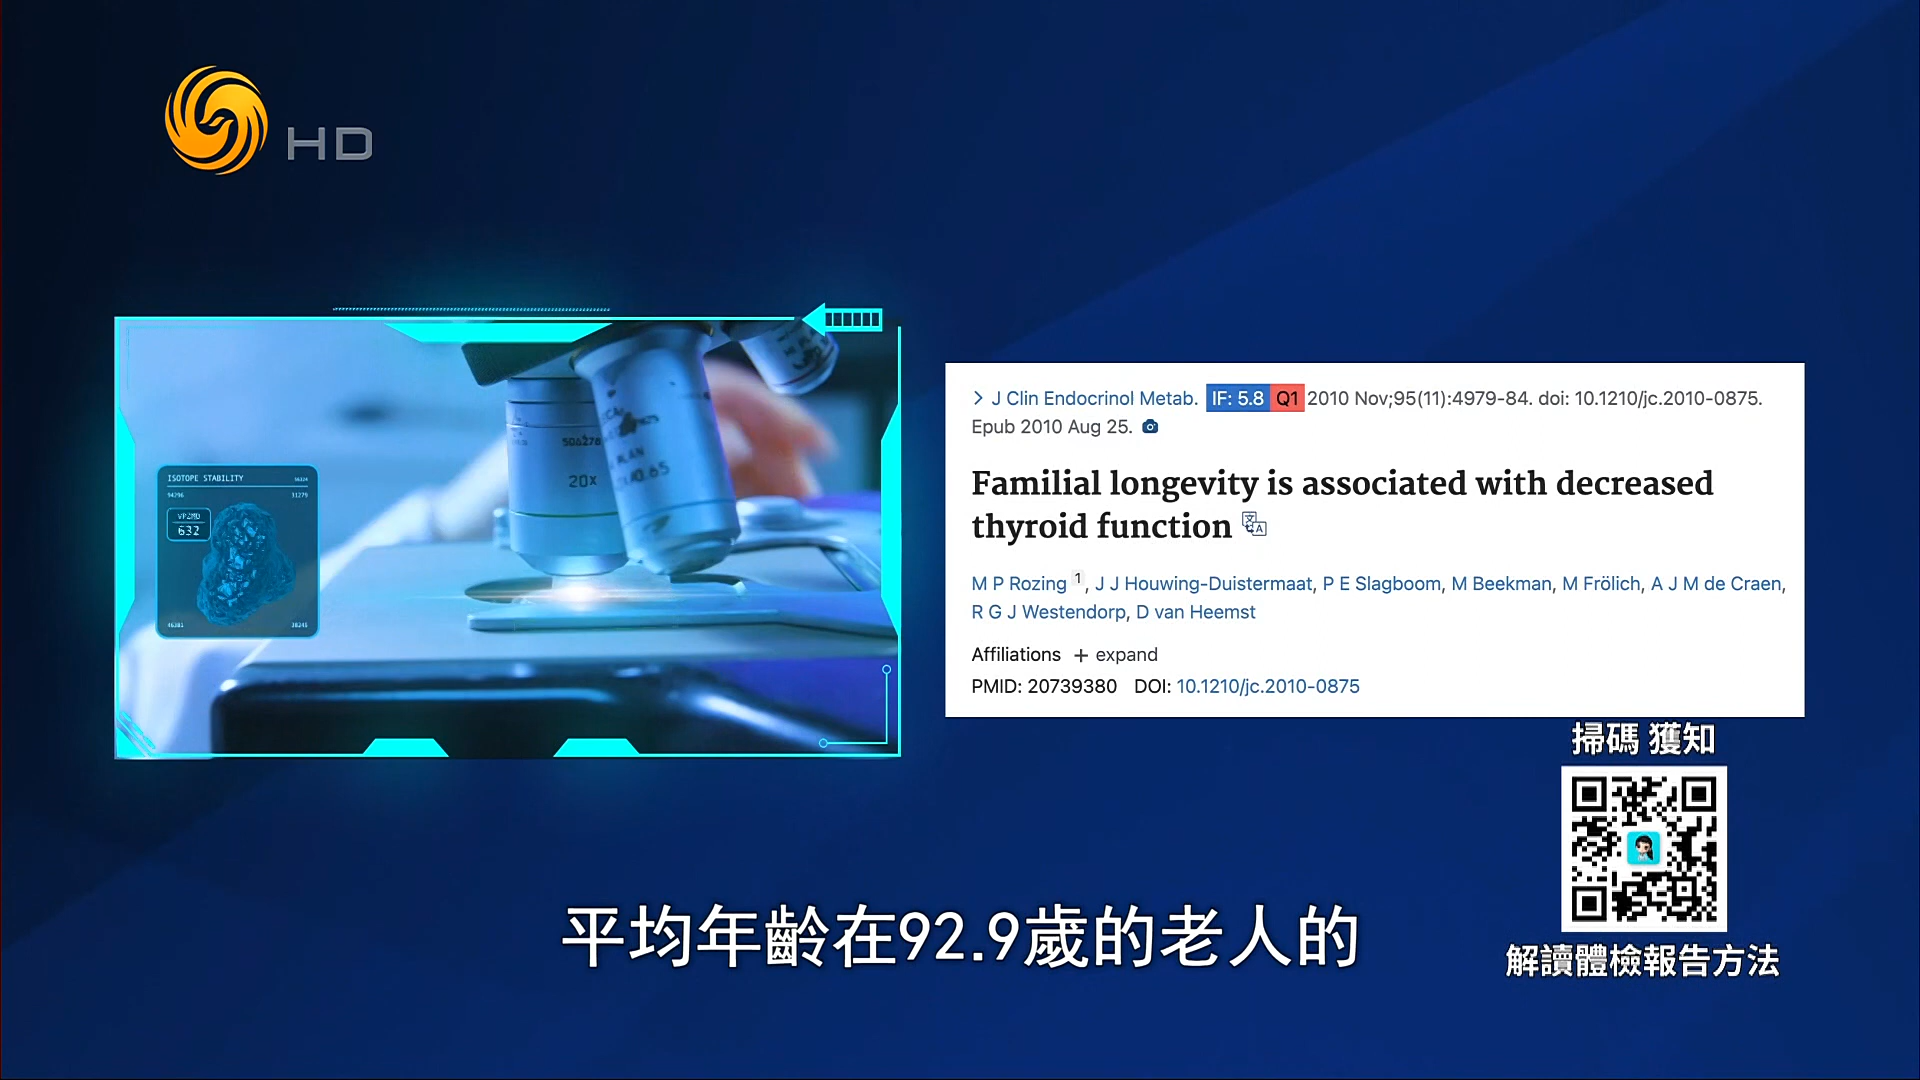 HD
ISOTOPE STABILITY
94296
31279
632
46281
38245
20x
> J Clin Endocrinol Metab. IF: 5.8 Q1 2010 Nov;95(11):4979-84. doi: 10.1210/jc.2010-0875.
Epub 2010 Aug 25.
Familial longevity is associated with decreased
thyroid function
M P Rozing 1, J J Houwing-Duistermaat, P E Slagboom, M Beekman, M Frölich, A J M de Craen,
R G J Westendorp, D van Heemst
Affiliations + expand
PMID: 20739380 DOI: 10.1210/jc.2010-0875
掃碼 獲知
解讀體檢報告方法
平均年齡在92.9歲的老人的